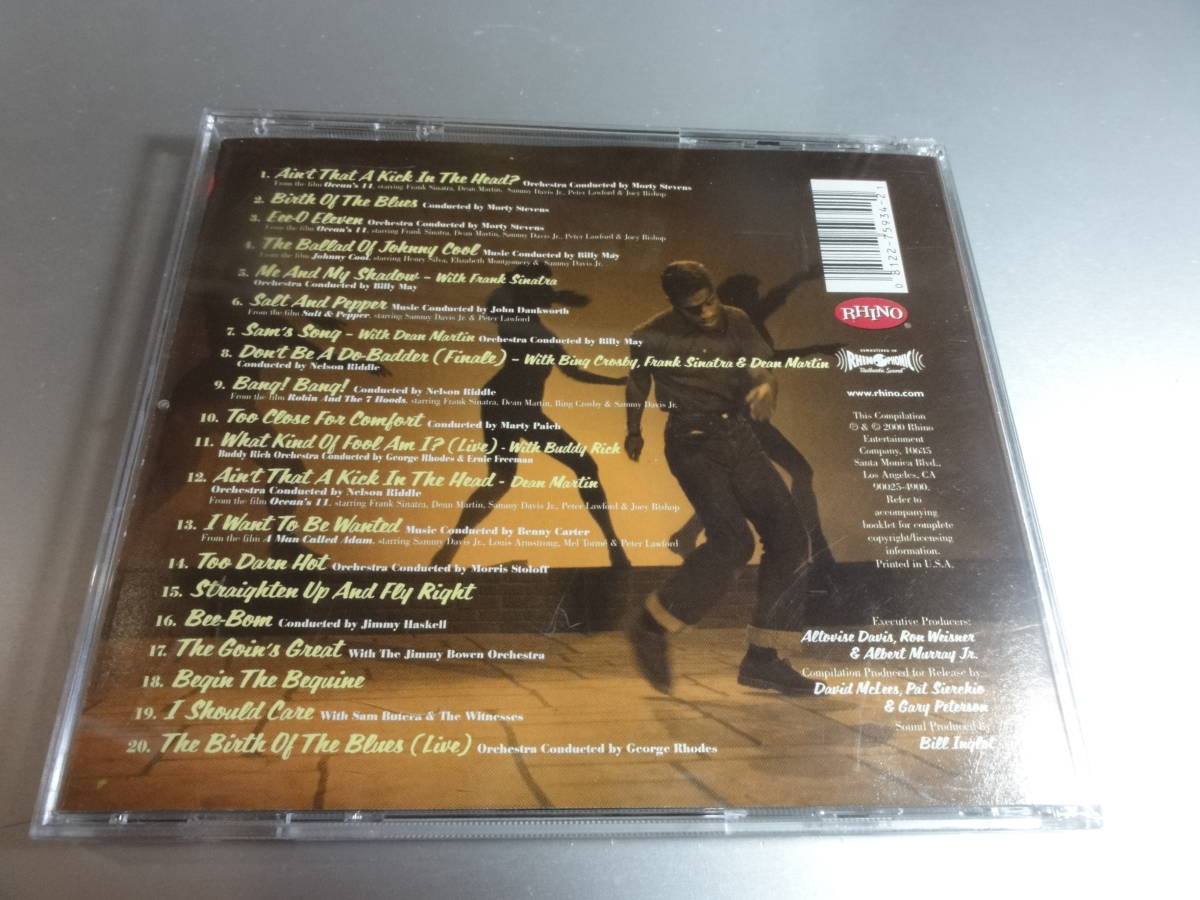 1. Ain't That A Kick In The Head? Orchestra Conducted by Morty Stevens
From the film Ocean's 11, starring Frank Sinatra, Dean Martin, Sammy Davis Jr., Peter Lawford & Joey Bishop
2. Birth Of The Blues Conducted by Morty Stevens
3. Eee-O Eleven Orchestra Conducted by Morty Stevens
From the film Ocean's 11, starring Frank Sinatra, Dean Martin, Sammy Davis Jr., Peter Lawford & Joey Bishop
4. The Ballad Of Johnny Cool Music Conducted by Billy May
From the film Johnny Cool, starring Henry Silva, Elizabeth Montgomery & Sammy Davis Jr.
5. Me And My Shadow – With Frank Sinatra
Orchestra Conducted by Billy May
6. Salt And Pepper Music Conducted by John Dankworth
From the film Salt & Pepper, starring Sammy Davis Jr. & Peter Lawford
7. Sam's Song – With Dean Martin Orchestra Conducted by Billy May
8. Don't Be A Do-Badder (Finale) – With Bing Crosby, Frank Sinatra & Dean Martin
Conducted by Nelson Riddle
9. Bang! Bang! Conducted by Nelson Riddle
From the film Robin And The 7 Hoods, starring Frank Sinatra, Dean Martin, Bing Crosby & Sammy Davis Jr.
10. Too Close For Comfort Conducted by Marty Paich
11. What Kind Of Fool Am I? (Live) - With Buddy Rich
Buddy Rich Orchestra Conducted by George Rhodes & Ernie Freeman
12. Ain't That A Kick In The Head - Dean Martin
Orchestra Conducted by Nelson Riddle
From the film Ocean's 11, starring Frank Sinatra, Dean Martin, Sammy Davis Jr., Peter Lawford & Joey Bishop
13. I Want To Be Wanted Music Conducted by Benny Carter
From the film A Man Called Adam, starring Sammy Davis Jr., Louis Armstrong, Mel Tormé & Peter Lawford
14. Too Darn Hot Orchestra Conducted by Morris Stoloff
15. Straighten Up And Fly Right
16. Bee-Bom Conducted by Jimmy Haskell
17. The Goin's Great With The Jimmy Bowen Orchestra
18. Begin The Beguine
19. I Should Care With Sam Butera & The Witnesses
20. The Birth Of The Blues (Live) Orchestra Conducted by George Rhodes
0 8122-75934-2 1
RHINO
REMASTERED IN
RHINOPHONIC
Authentic Sound
www.rhino.com
This Compilation
℗ & © 2000 Rhino
Entertainment
Company, 10635
Santa Monica Blvd.,
Los Angeles, CA
90025-4900.
Refer to
accompanying
booklet for complete
copyright/licensing
information.
Printed in U.S.A.
Executive Producers:
Altovise Davis, Ron Weisner
& Albert Murray Jr.
Compilation Produced for Release by
David McLees, Pat Sierchio
& Gary Peterson
Sound Produced by
Bill Inglot